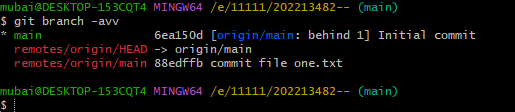 mubai@DESKTOP-153CQT4 MINGW64 /e/11111/202213482-- (main)
$ git branch -avv
* main                6ea150d [origin/main: behind 1] Initial commit
  remotes/origin/HEAD -> origin/main
  remotes/origin/main 88edffb commit file one.txt
mubai@DESKTOP-153CQT4 MINGW64 /e/11111/202213482-- (main)
$